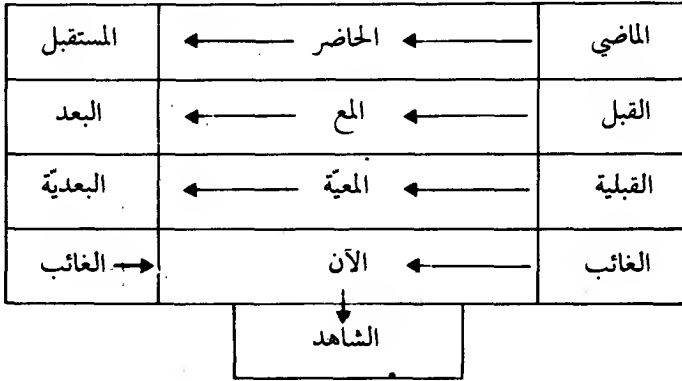 الماضي ← الحاضر ← المستقبل
القبل ← المع ← البعد
القبلية ← المعيّة ← البعديّة
الغائب ← الآن → الغائب
↓
الشاهد